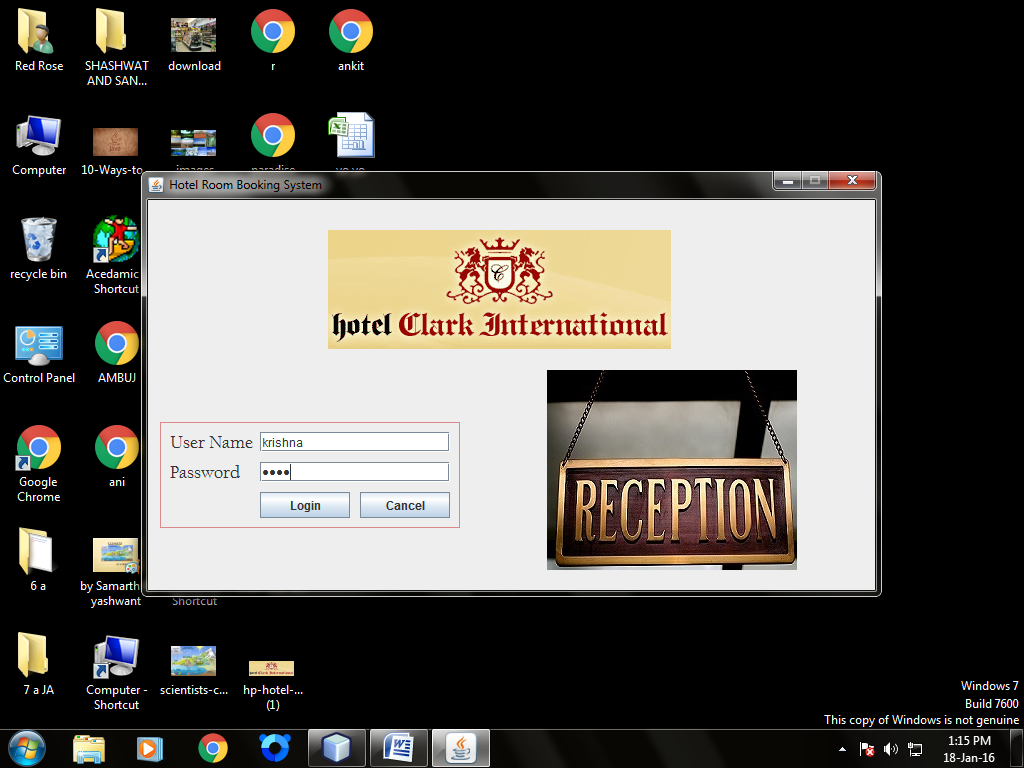 Red Rose
SHASHWAT
AND SAN...
download
r
ankit
Computer
10-Ways-to
images
paradise
Hotel Room Booking System
hotel Clark International
recycle bin
Acedamic
Shortcut
Control Panel
AMBUJ
User Name krishna
Password
Login Cancel
RECEPTION
Google
Chrome
ani
6 a
by Samarth
yashwant
Shortcut
7 a JA
Computer -
Shortcut
scientists-c...
hp-hotel-...
(1)
Windows 7
Build 7600
This copy of Windows is not genuine
1:15 PM
18-Jan-16